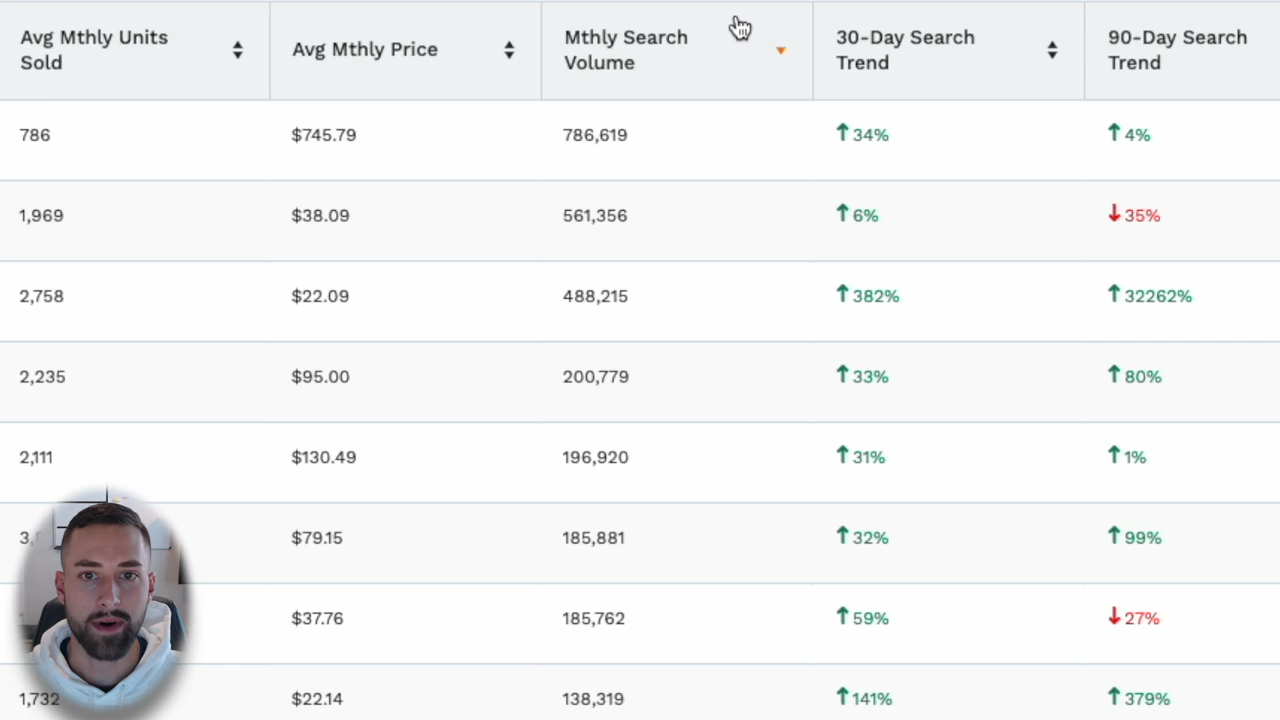 Avg Mthly Units
Sold
Avg Mthly Price
Mthly Search
Volume
30-Day Search
Trend
90-Day Search
Trend
786 $745.79 786,619 ↑34% ↑4%
1,969 $38.09 561,356 ↑6% ↓35%
2,758 $22.09 488,215 ↑382% ↑32262%
2,235 $95.00 200,779 ↑33% ↑80%
2,111 $130.49 196,920 ↑31% ↑1%
$79.15 185,881 ↑32% ↑99%
$37.76 185,762 ↑59% ↓27%
1,732 $22.14 138,319 ↑141% ↑379%